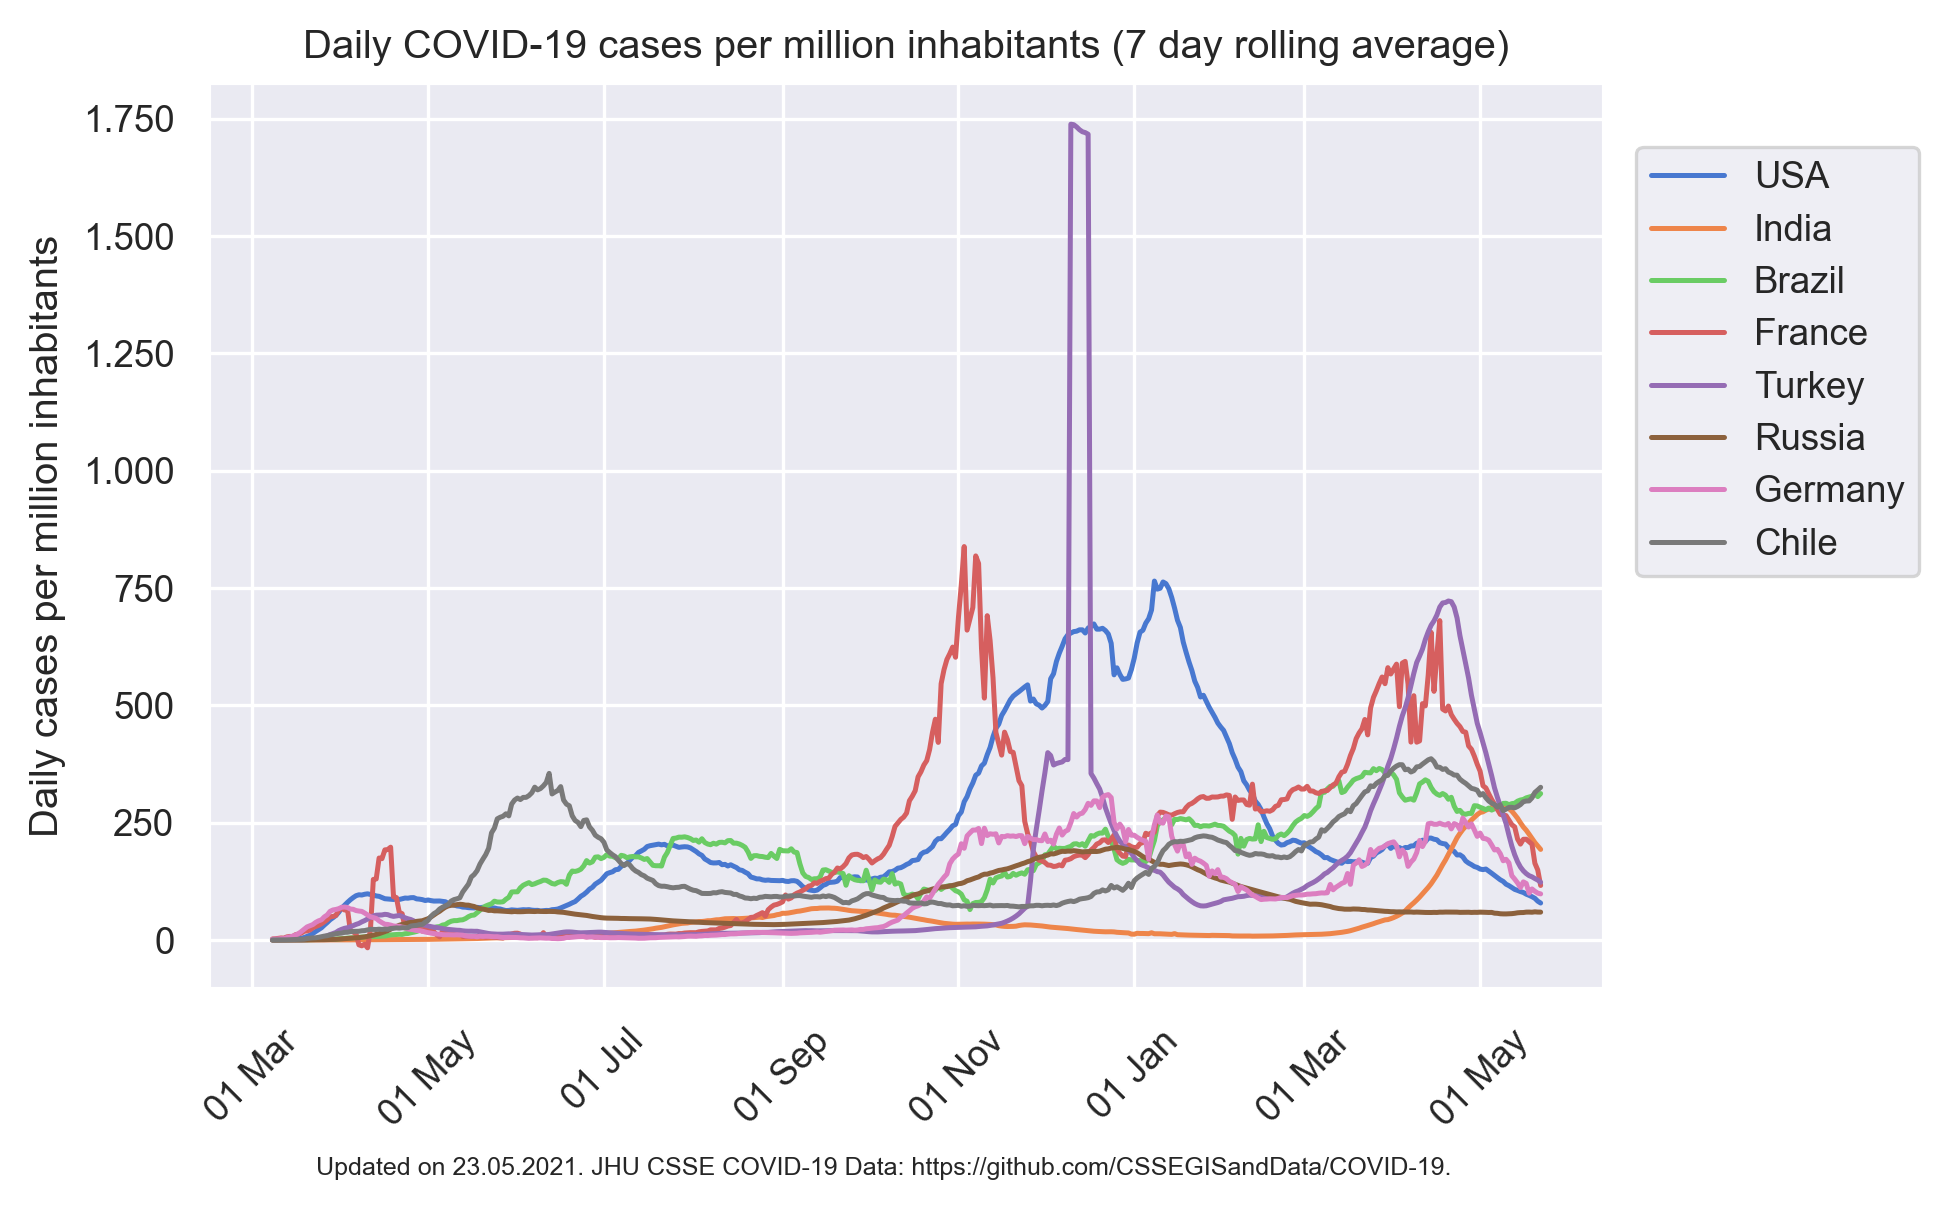 Daily COVID-19 cases per million inhabitants (7 day rolling average)
Daily cases per million inhabitants
1.750
1.500
1.250
1.000
750
500
250
0
01 Mar
01 May
01 Jul
01 Sep
01 Nov
01 Jan
01 Mar
01 May
USA
India
Brazil
France
Turkey
Russia
Germany
Chile
Updated on 23.05.2021. JHU CSSE COVID-19 Data: https://github.com/CSSEGISandData/COVID-19.